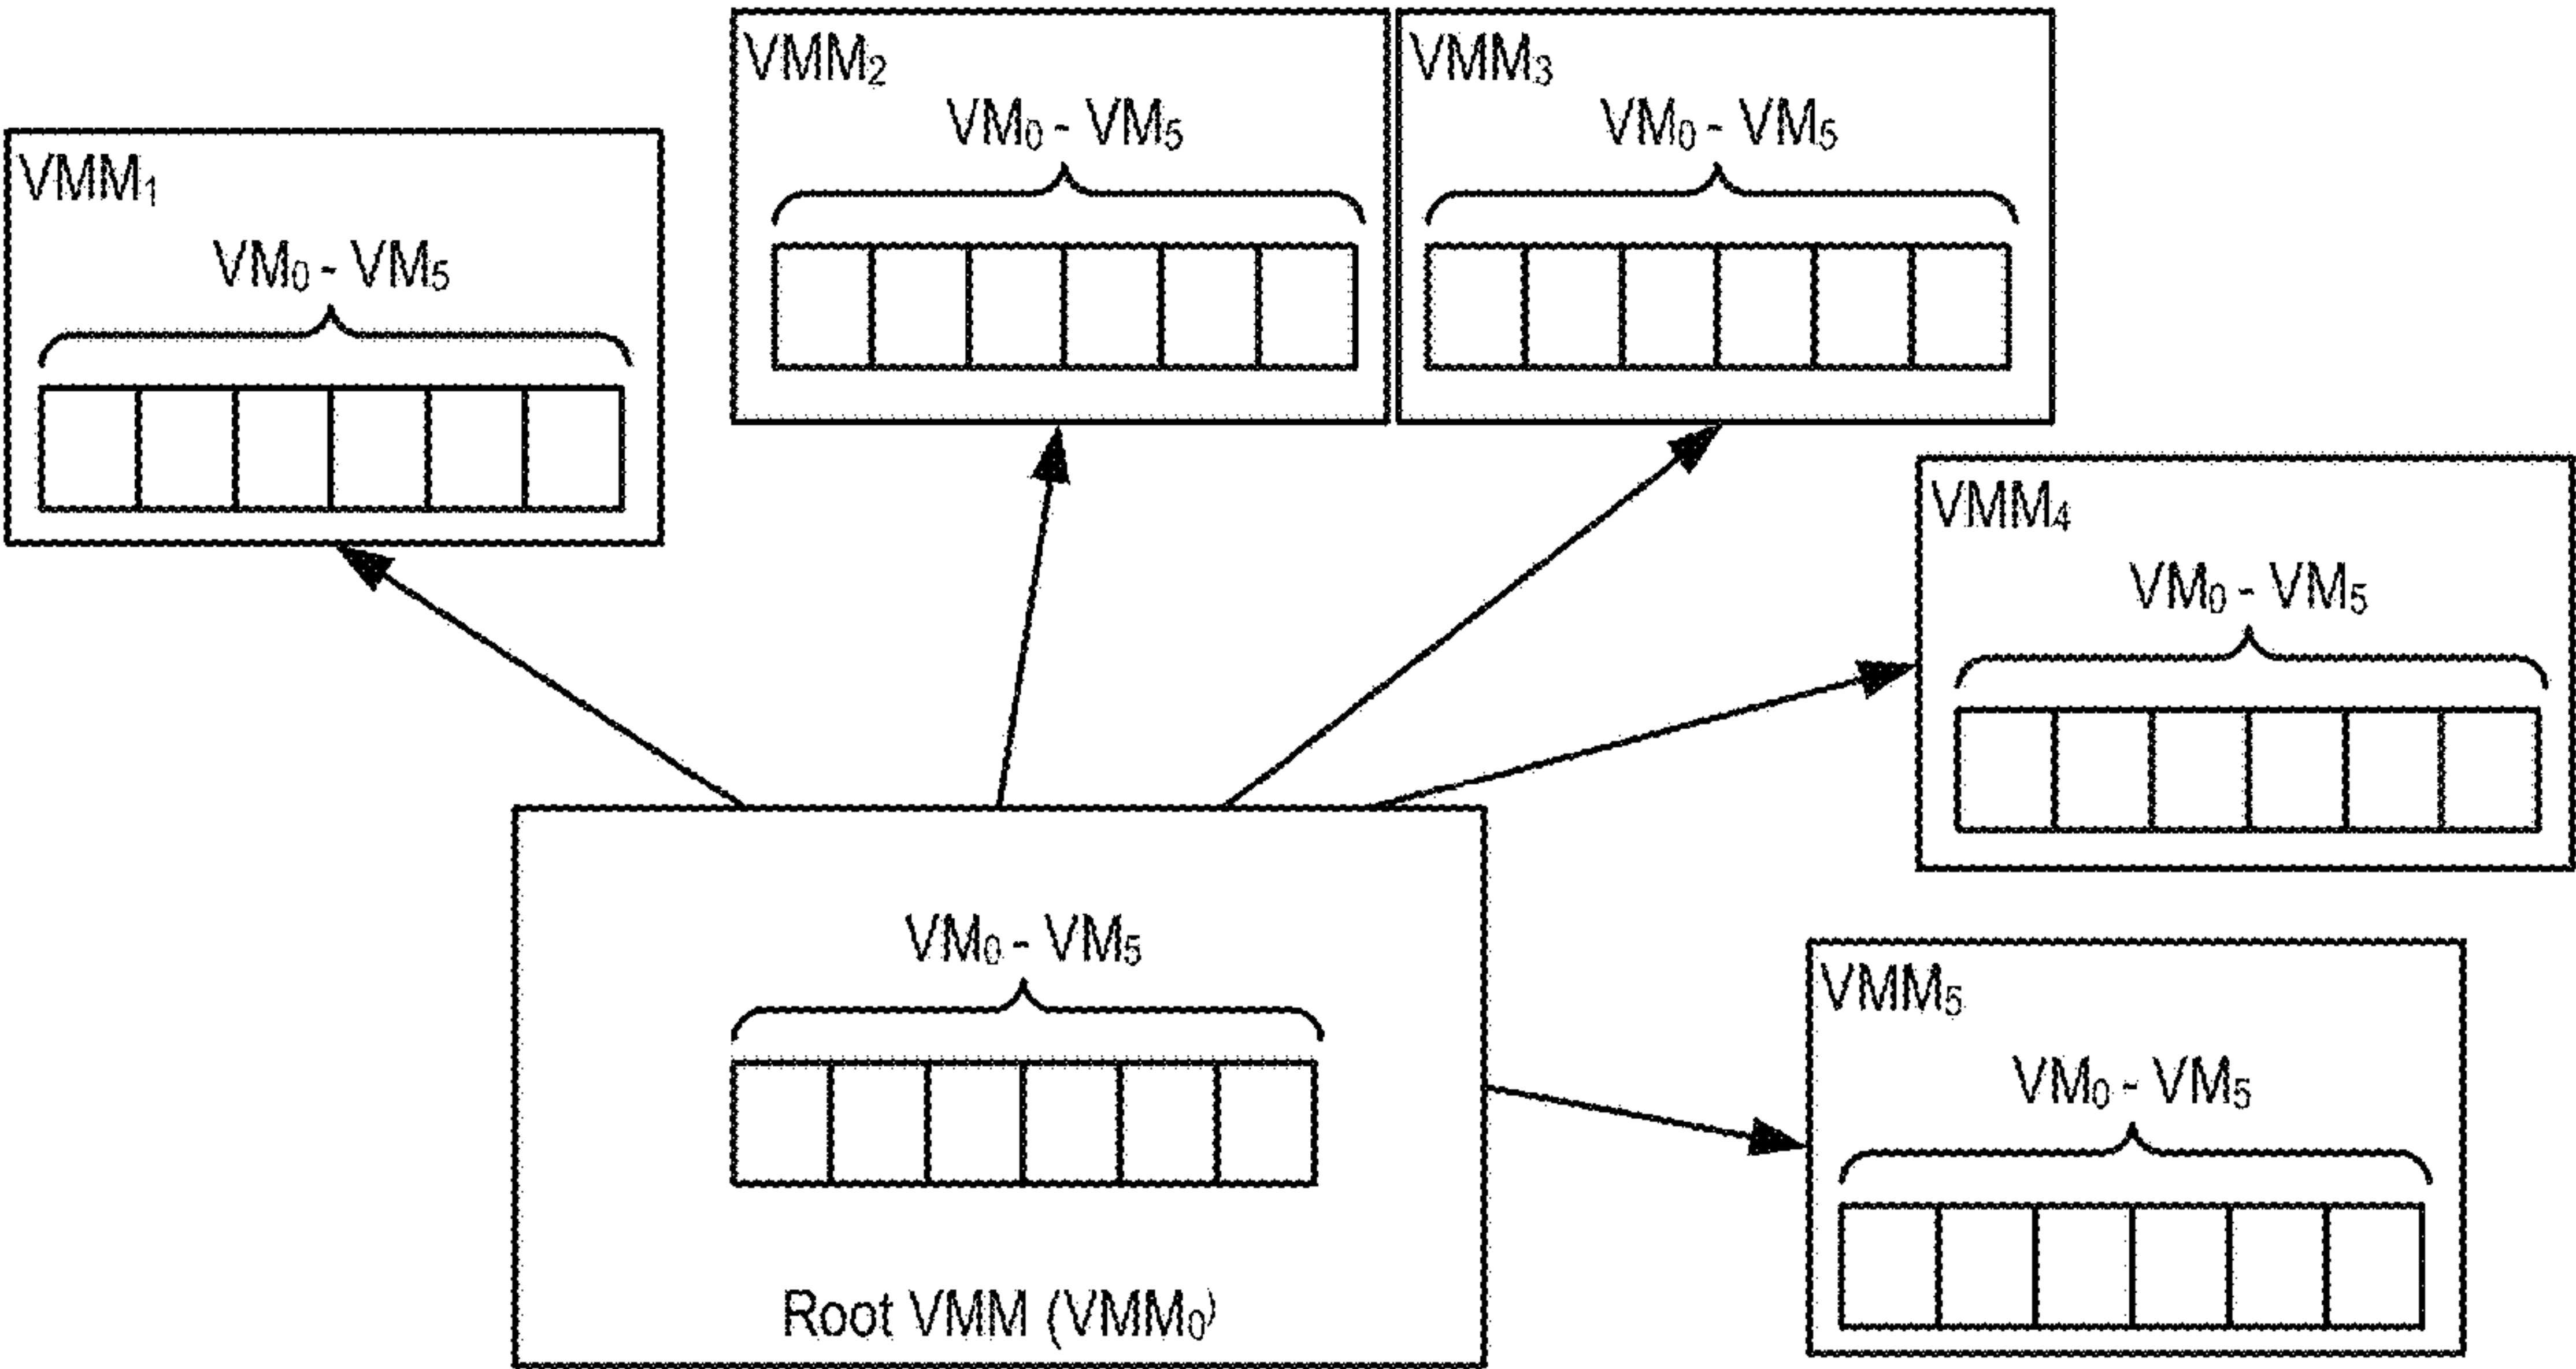 VMM₂
VM₀ - VM₅
VMM₃
VM₀ - VM₅
VMM₁
VM₀ - VM₅
VMM₄
VM₀ - VM₅
VM₀ - VM₅
Root VMM (VMM₀)
VMM₅
VM₀ - VM₅